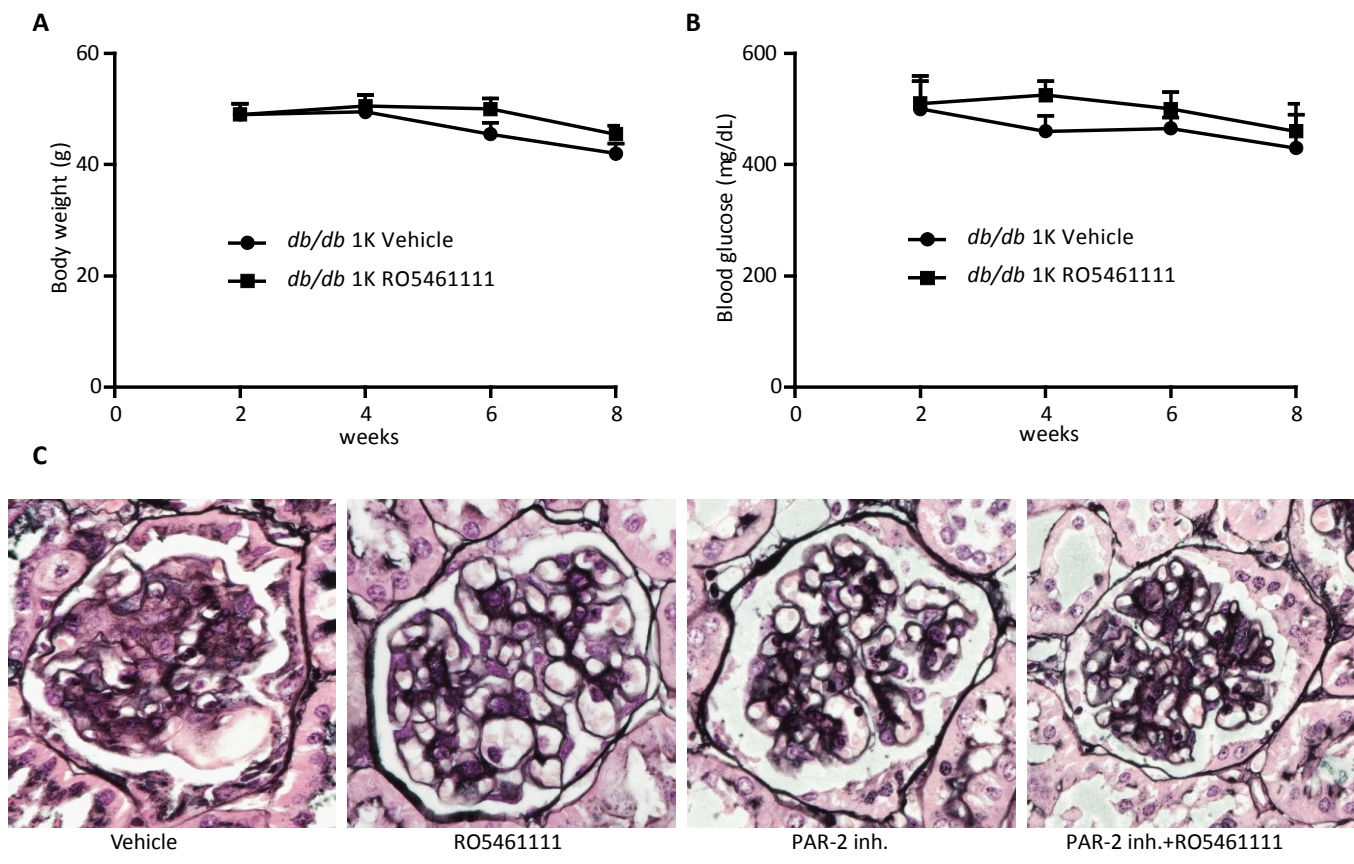 A
Body weight (g)
60
40
20
0
db/db 1K Vehicle
db/db 1K RO5461111
0 2 4 6 8
weeks
B
Blood glucose (mg/dL)
600
400
200
0
db/db 1K Vehicle
db/db 1K RO5461111
0 2 4 6 8
weeks
C
Vehicle
RO5461111
PAR-2 inh.
PAR-2 inh.+RO5461111